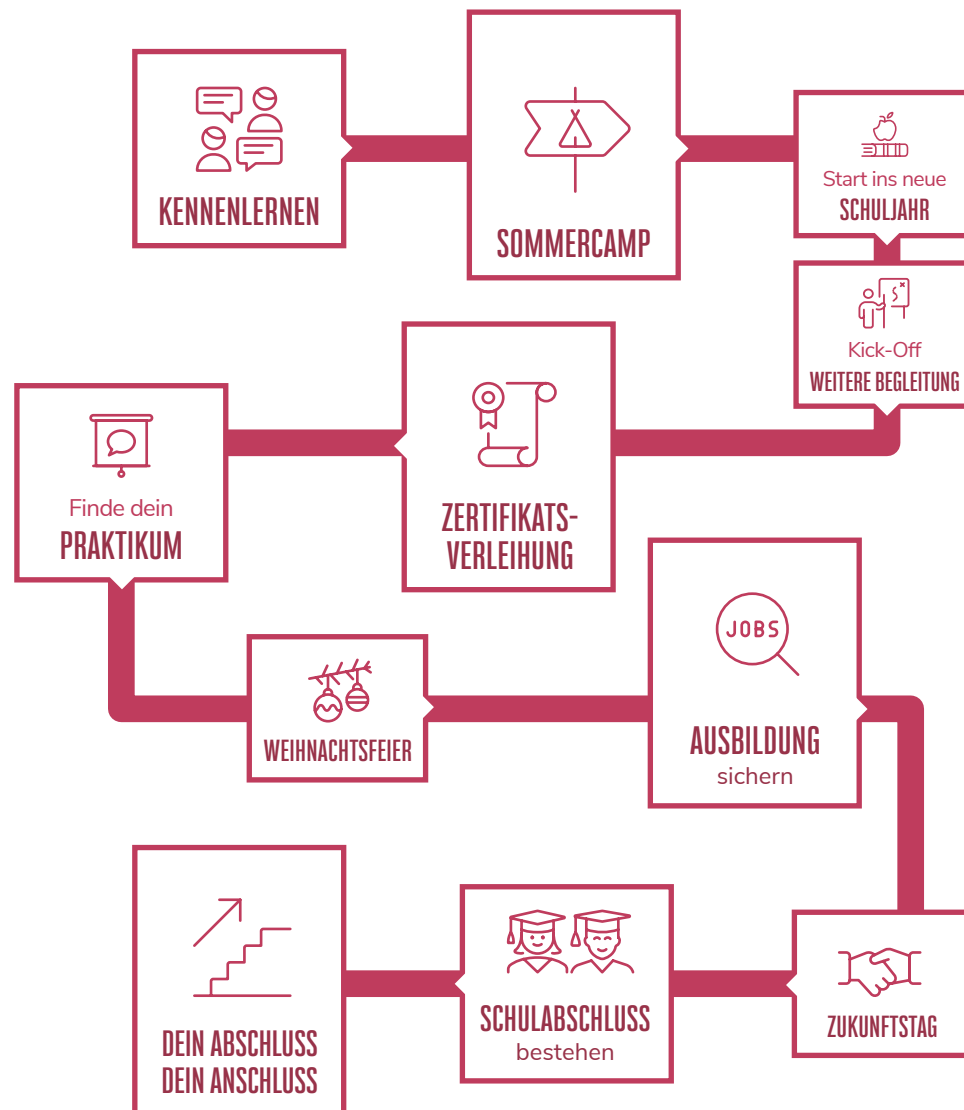 KENNENLERNEN
SOMMERCAMP
Start ins neue
SCHULJAHR
Kick-Off
WEITERE BEGLEITUNG
ZERTIFIKATS-
VERLEIHUNG
Finde dein
PRAKTIKUM
WEIHNACHTSFEIER
JOBS
AUSBILDUNG
sichern
ZUKUNFTSTAG
SCHULABSCHLUSS
bestehen
DEIN ABSCHLUSS
DEIN ANSCHLUSS